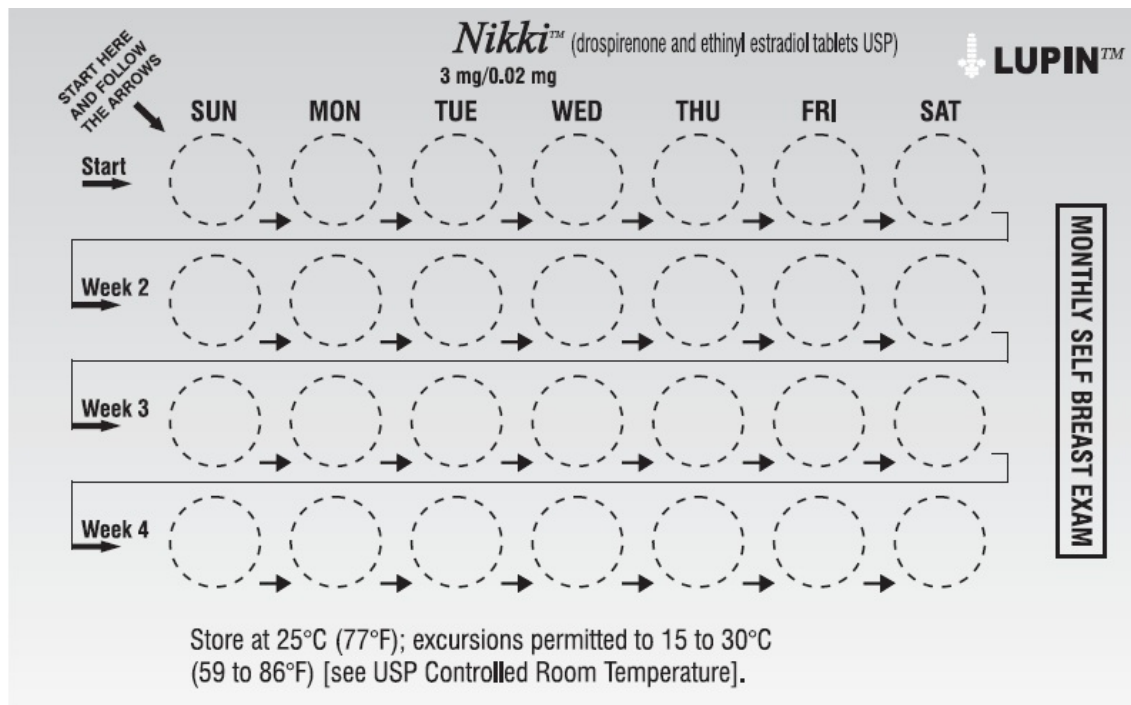 Nikki™ (drospirenone and ethinyl estradiol tablets USP)
3 mg/0.02 mg
LUPIN™
START HERE
AND FOLLOW
THE ARROWS
SUN MON TUE WED THU FRI SAT
Start
Week 2
Week 3
Week 4
MONTHLY SELF BREAST EXAM
Store at 25°C (77°F); excursions permitted to 15 to 30°C
(59 to 86°F) [see USP Controlled Room Temperature].